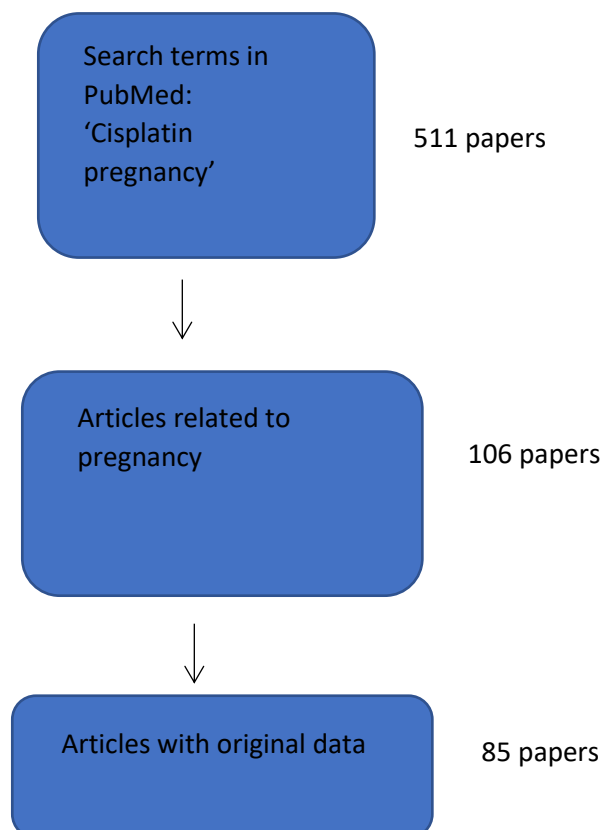 Search terms in
PubMed:
‘Cisplatin
pregnancy’
511 papers
Articles related to
pregnancy
106 papers
Articles with original data
85 papers